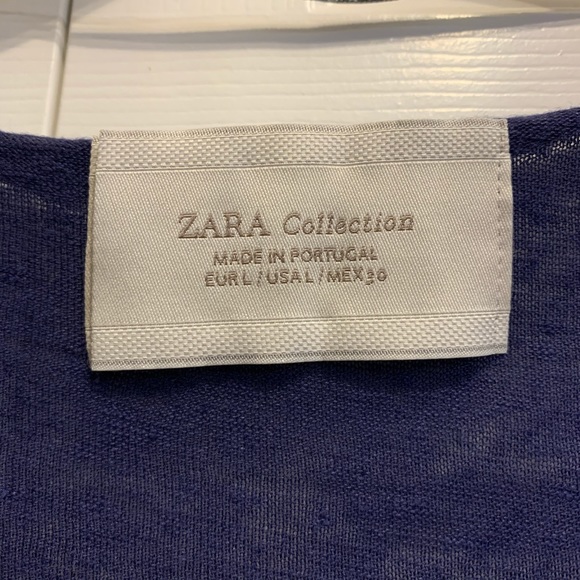 ZARA Collection
MADE IN PORTUGAL
EUR L / USA L / MEX 30